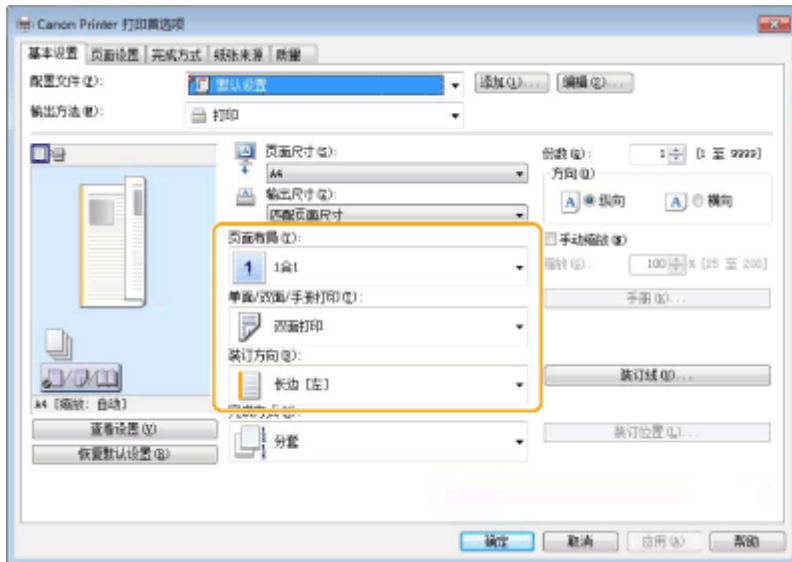 Canon Printer 打印首选项
基本设置 页面设置 完成方式 纸张来源 质量
配置文件(F): 默认设置 添加(1)... 编辑(2)...
输出方法(M): 打印
页面尺寸(S):
A4
输出尺寸(Z):
匹配页面尺寸
份数(Q): 1 [1 至 9999]
方向(O)
A 纵向 A 横向
页面布局(Y):
1 1合1
手动缩放(W)
缩放(G): 100 % [25 至 200]
单面/双面/手册打印(T):
双面打印
手册(K)...
装订方向(B):
长边 [左]
装订线(U)...
A4 [缩放: 自动]
分套
查看设置(V)
恢复默认设置(R)
装订位置(L)...
确定 取消 应用(A) 帮助